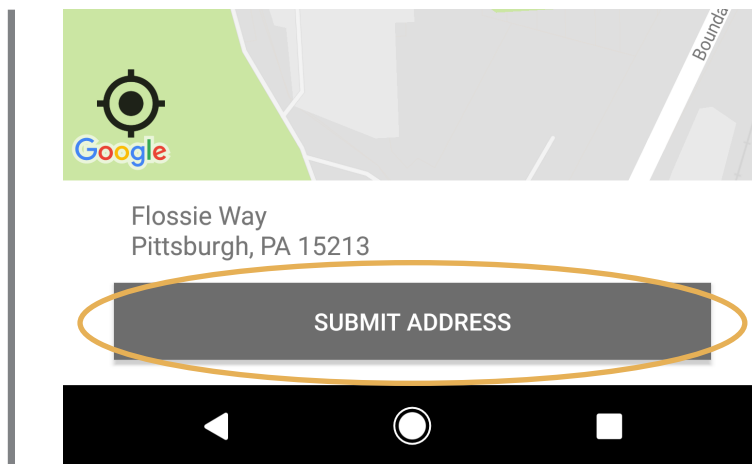 Bounda
Google
Flossie Way
Pittsburgh, PA 15213
SUBMIT ADDRESS